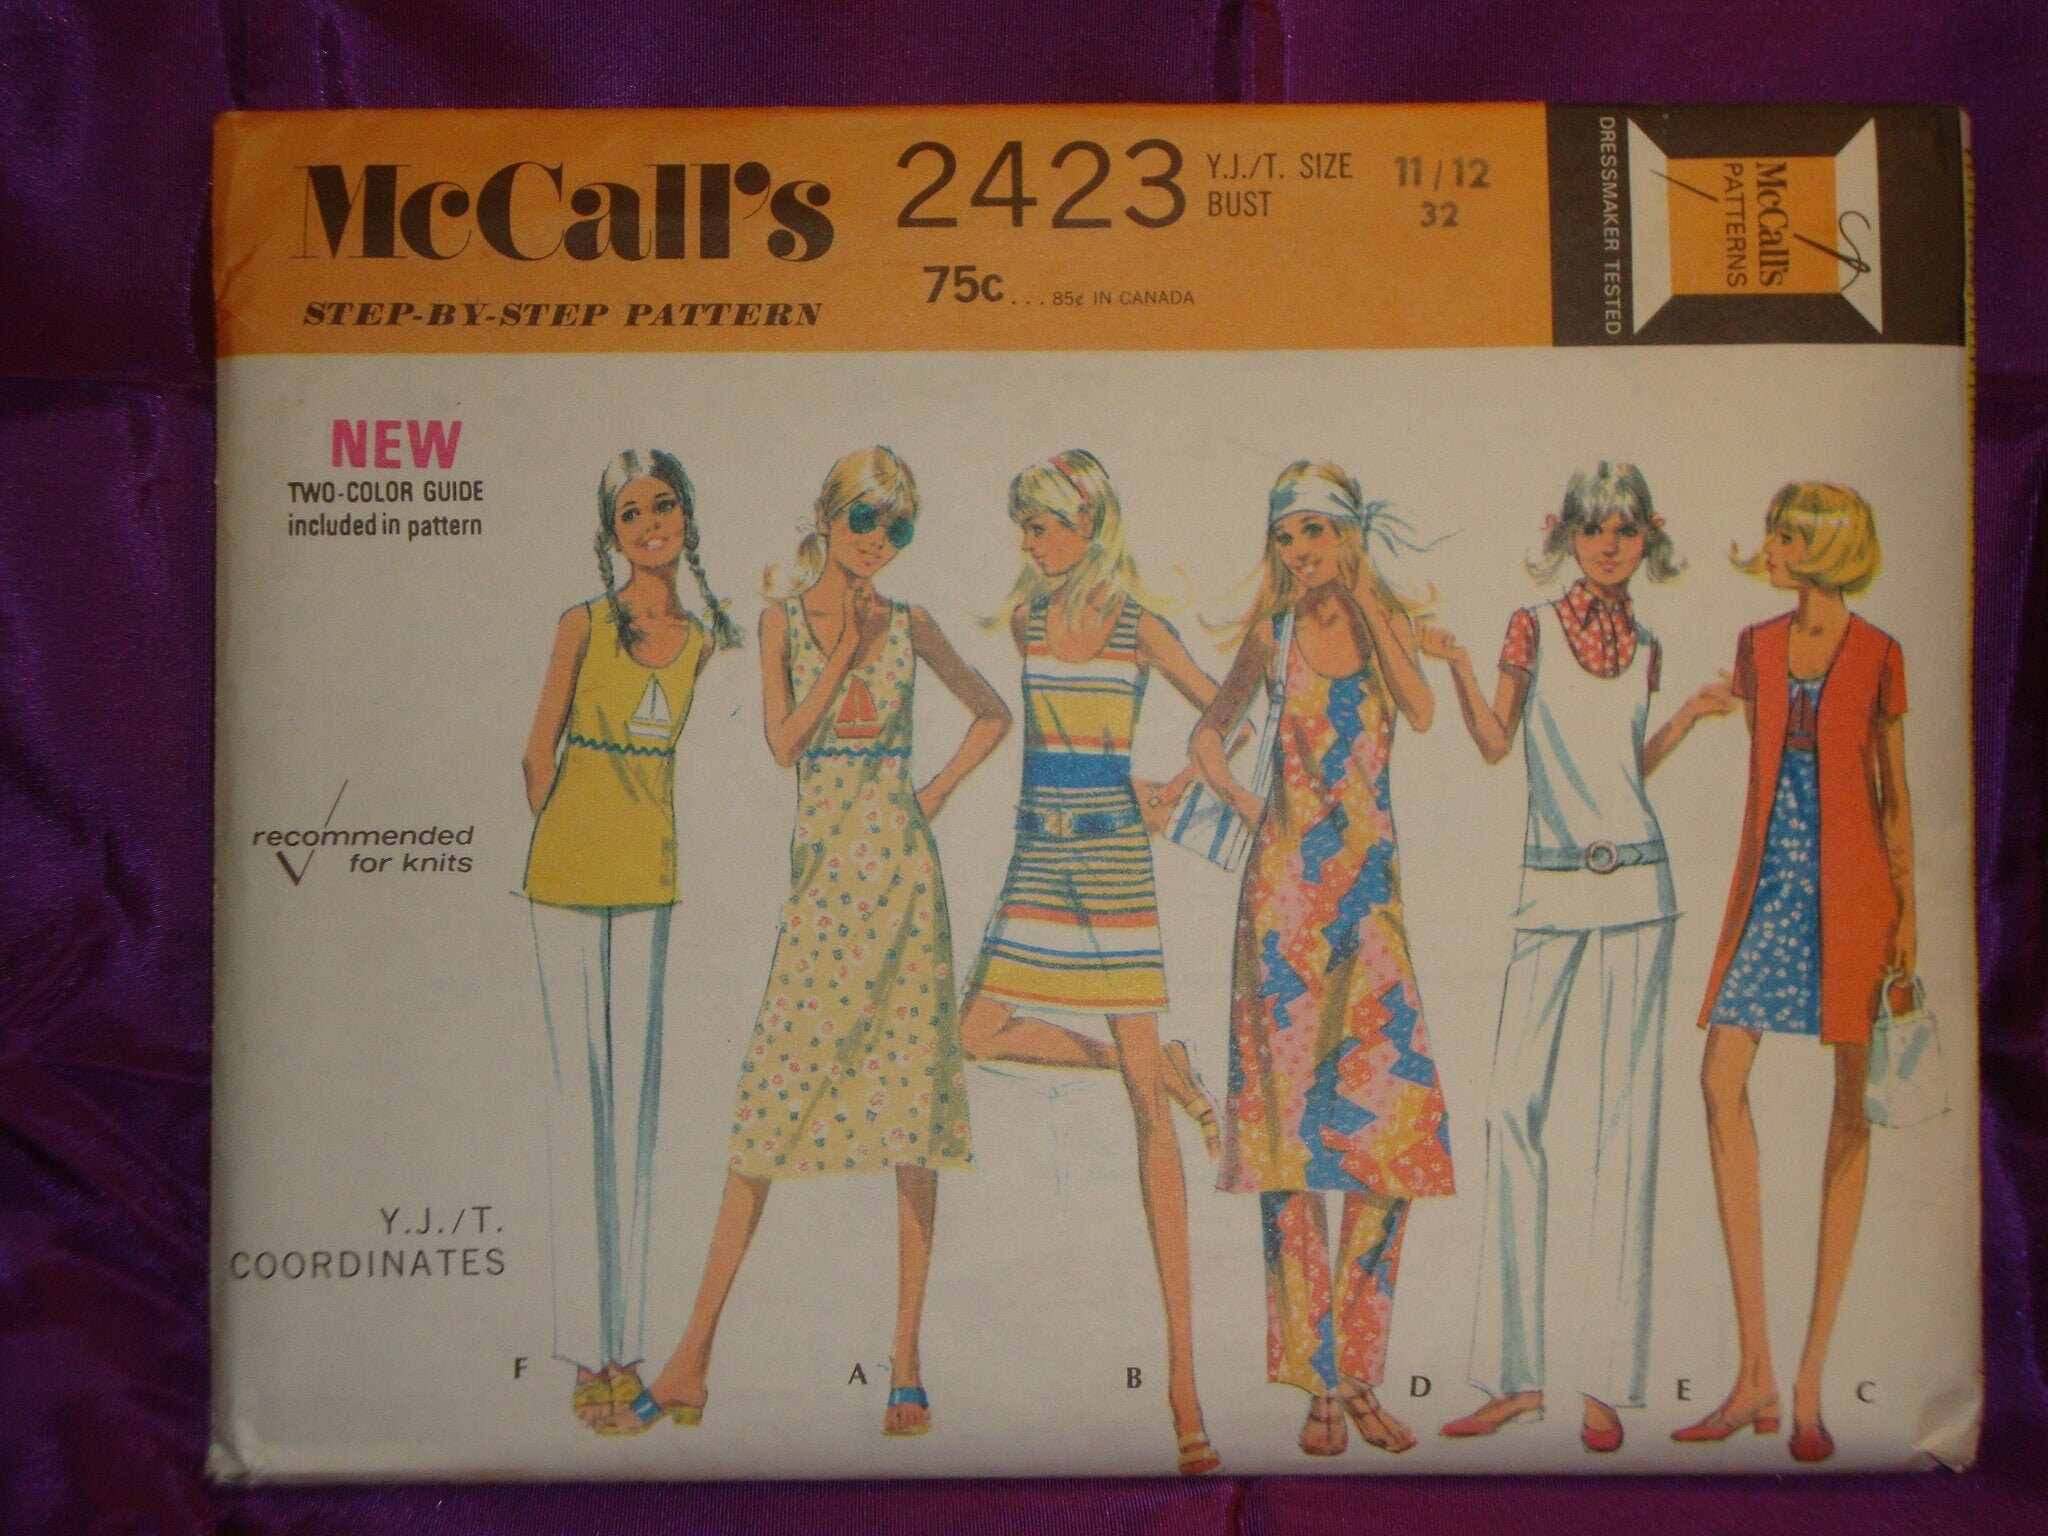 McCall's
STEP-BY-STEP PATTERN
2423
75c...85¢ IN CANADA
Y.J./T. SIZE 11/12
BUST 32
DRESSMAKER TESTED
McCall's
PATTERNS
NEW
TWO-COLOR GUIDE
included in pattern
recommended
for knits
Y.J./T.
COORDINATES
F
A
B
D
E
C